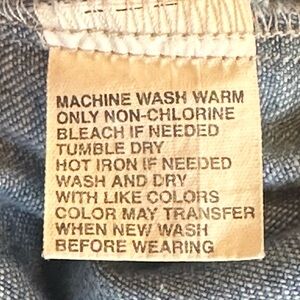 MACHINE WASH WARM
ONLY NON-CHLORINE
BLEACH IF NEEDED
TUMBLE DRY
HOT IRON IF NEEDED
WASH AND DRY
WITH LIKE COLORS
COLOR MAY TRANSFER
WHEN NEW WASH
BEFORE WEARING